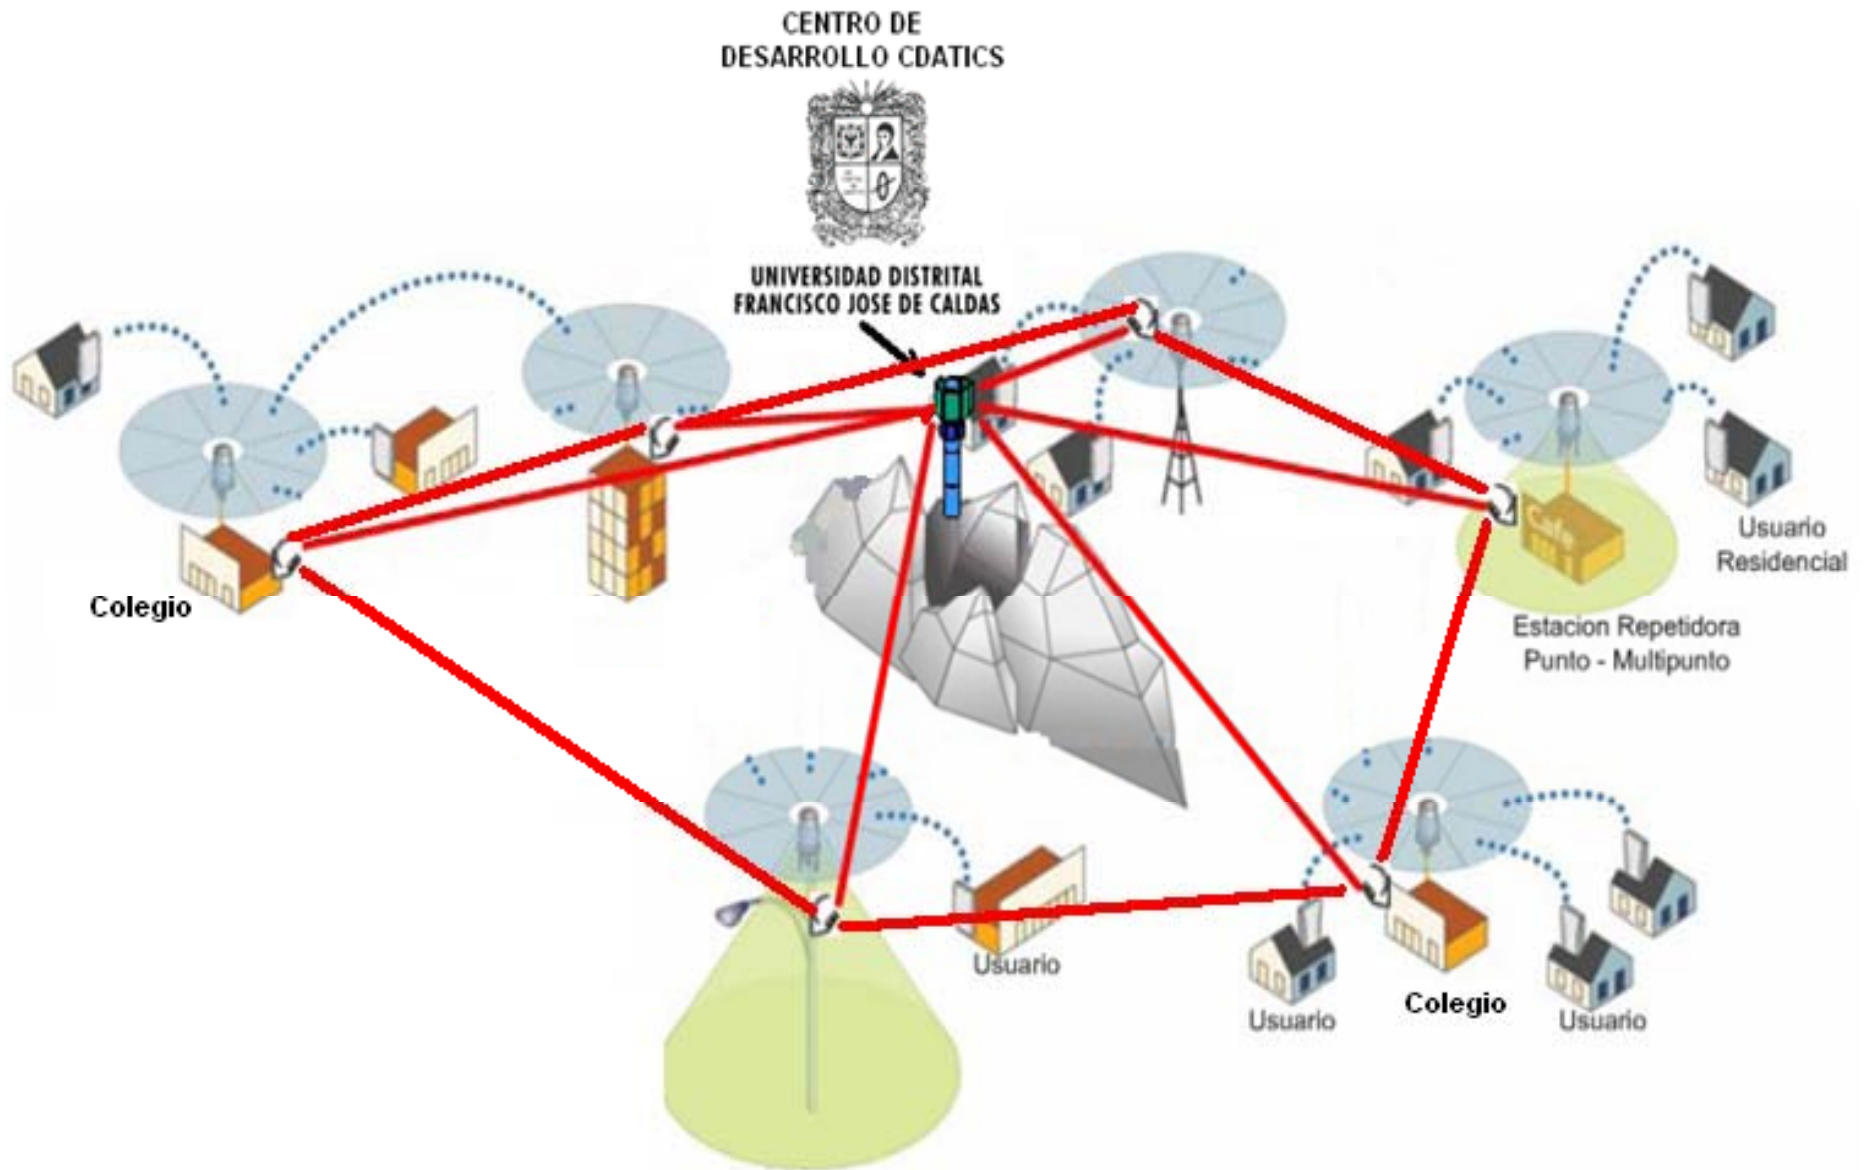 CENTRO DE
DESARROLLO CDATICS
UNIVERSIDAD DISTRITAL
FRANCISCO JOSE DE CALDAS
Usuario
Residencial
Colegio
Estacion Repetidora
Punto - Multipunto
Usuario
Colegio
Usuario
Usuario